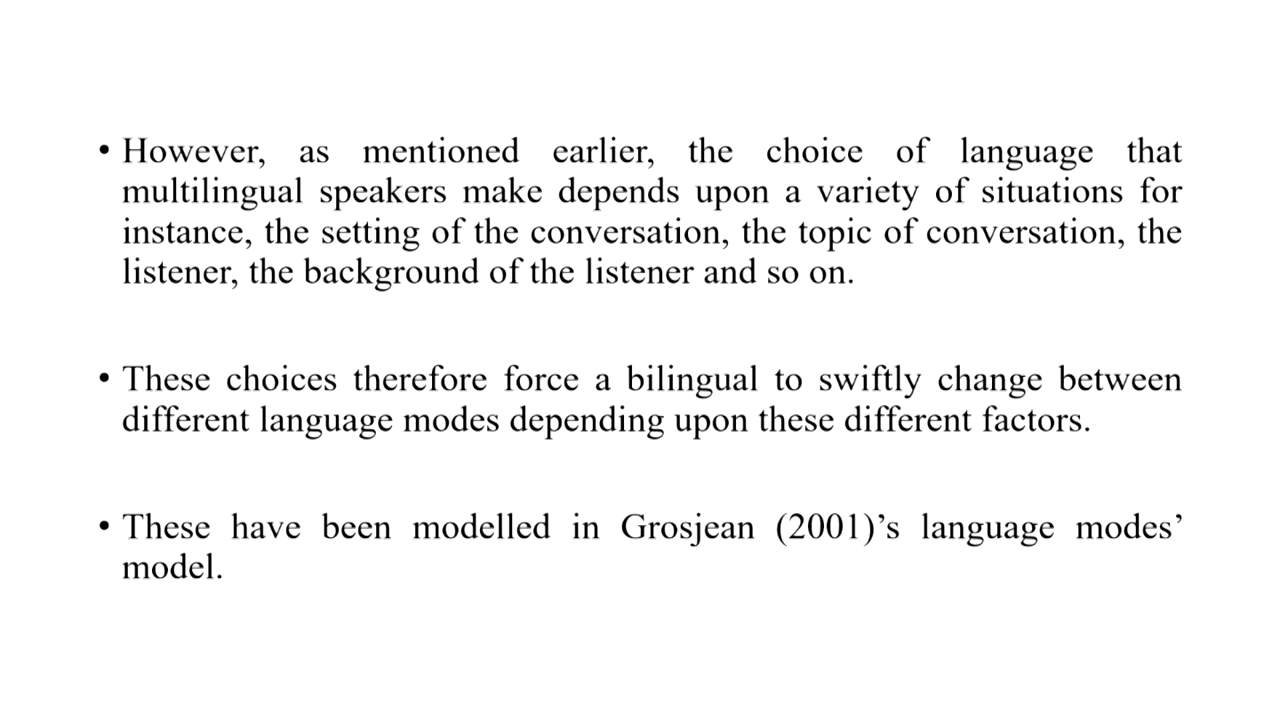 • However, as mentioned earlier, the choice of language that
multilingual speakers make depends upon a variety of situations for
instance, the setting of the conversation, the topic of conversation, the
listener, the background of the listener and so on.
• These choices therefore force a bilingual to swiftly change between
different language modes depending upon these different factors.
• These have been modelled in Grosjean (2001)’s language modes’
model.